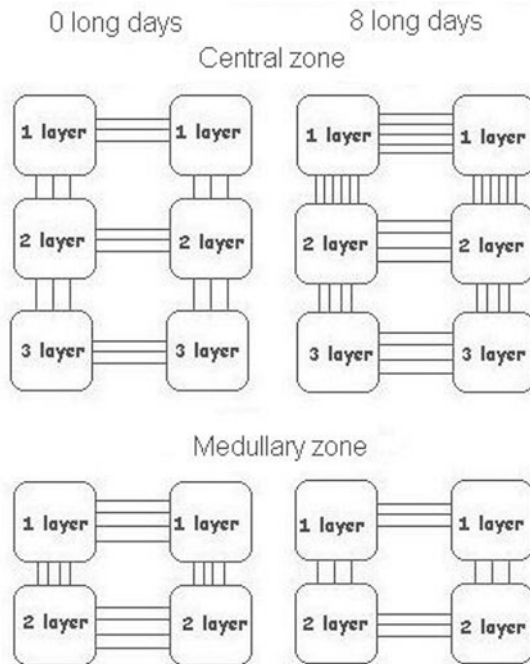 0 long days 8 long days
Central zone
1 layer 1 layer 1 layer 1 layer
2 layer 2 layer 2 layer 2 layer
3 layer 3 layer 3 layer 3 layer
Medullary zone
1 layer 1 layer 1 layer 1 layer
2 layer 2 layer 2 layer 2 layer